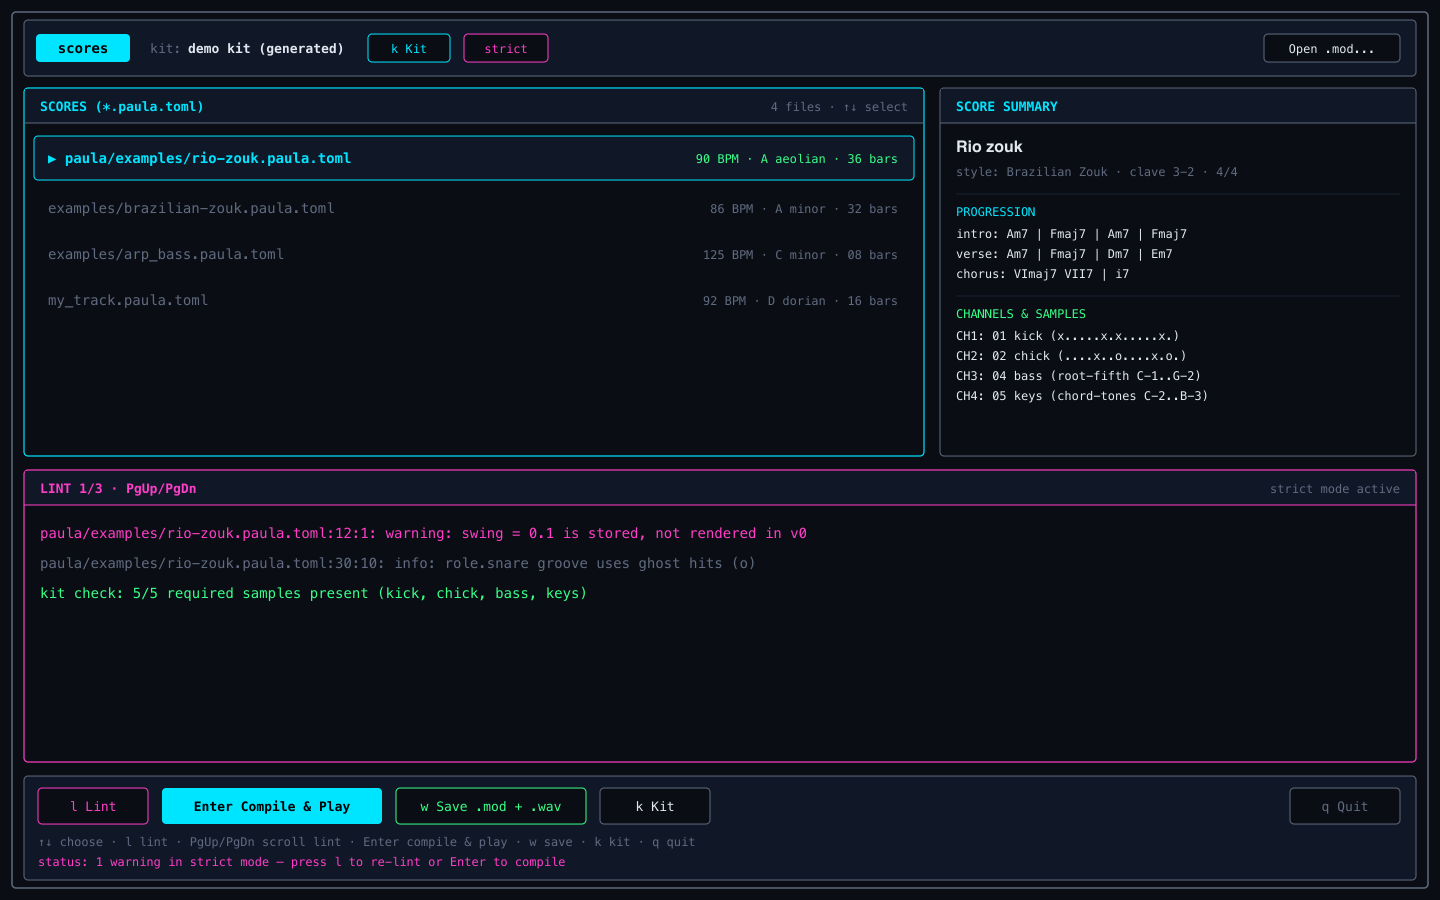 scores kit: demo kit (generated) k Kit strict Open .mod...
SCORES (*.paula.toml) 4 files · ↑↓ select
▶ paula/examples/rio-zouk.paula.toml 90 BPM · A aeolian · 36 bars
examples/brazilian-zouk.paula.toml 86 BPM · A minor · 32 bars
examples/arp_bass.paula.toml 125 BPM · C minor · 08 bars
my_track.paula.toml 92 BPM · D dorian · 16 bars
SCORE SUMMARY
Rio zouk
style: Brazilian Zouk · clave 3-2 · 4/4
PROGRESSION
intro: Am7 | Fmaj7 | Am7 | Fmaj7
verse: Am7 | Fmaj7 | Dm7 | Em7
chorus: VImaj7 VII7 | i7
CHANNELS & SAMPLES
CH1: 01 kick (x.....x.x.....x.)
CH2: 02 chick (....x..o....x.o.)
CH3: 04 bass (root-fifth C-1..G-2)
CH4: 05 keys (chord-tones C-2..B-3)
LINT 1/3 · PgUp/PgDn strict mode active
paula/examples/rio-zouk.paula.toml:12:1: warning: swing = 0.1 is stored, not rendered in v0
paula/examples/rio-zouk.paula.toml:30:10: info: role.snare groove uses ghost hits (o)
kit check: 5/5 required samples present (kick, chick, bass, keys)
l Lint Enter Compile & Play w Save .mod + .wav k Kit q Quit
↑↓ choose · l lint · PgUp/PgDn scroll lint · Enter compile & play · w save · k kit · q quit
status: 1 warning in strict mode — press l to re-lint or Enter to compile